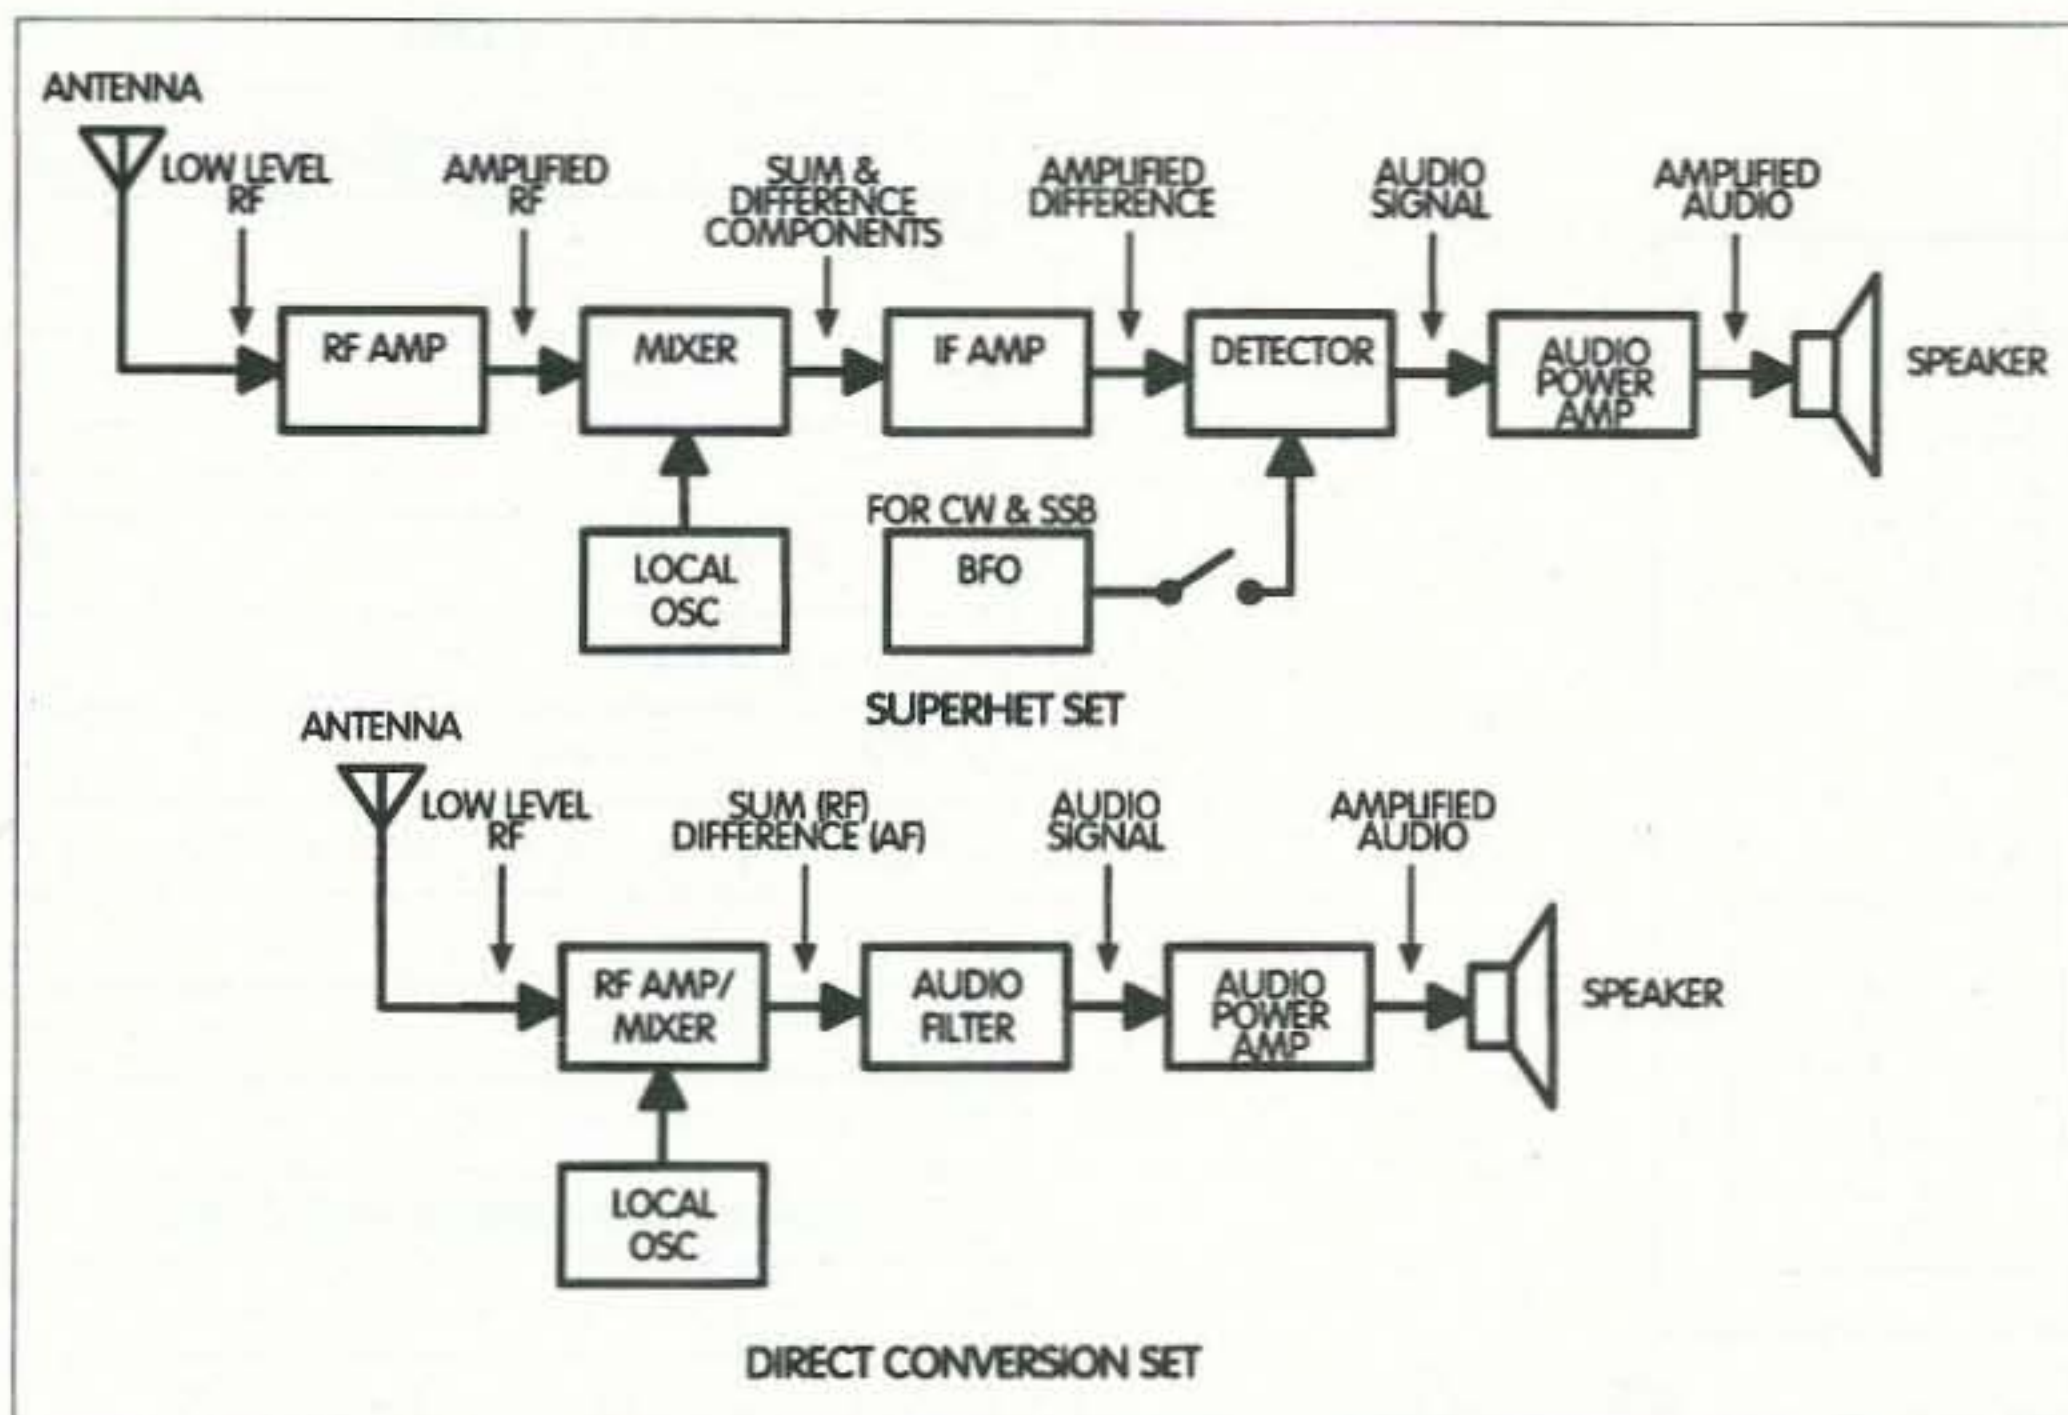 ANTENNA
LOW LEVEL
RF
AMPLIFIED
RF
SUM &
DIFFERENCE
COMPONENTS
AMPLIFIED
DIFFERENCE
AUDIO
SIGNAL
AMPLIFIED
AUDIO
RF AMP
MIXER
IF AMP
DETECTOR
AUDIO
POWER
AMP
SPEAKER
LOCAL
OSC
FOR CW & SSB
BFO
SUPERHET SET
ANTENNA
LOW LEVEL
RF
SUM (RF)
DIFFERENCE (AF)
AUDIO
SIGNAL
AMPLIFIED
AUDIO
RF AMP/
MIXER
AUDIO
FILTER
AUDIO
POWER
AMP
SPEAKER
LOCAL
OSC
DIRECT CONVERSION SET